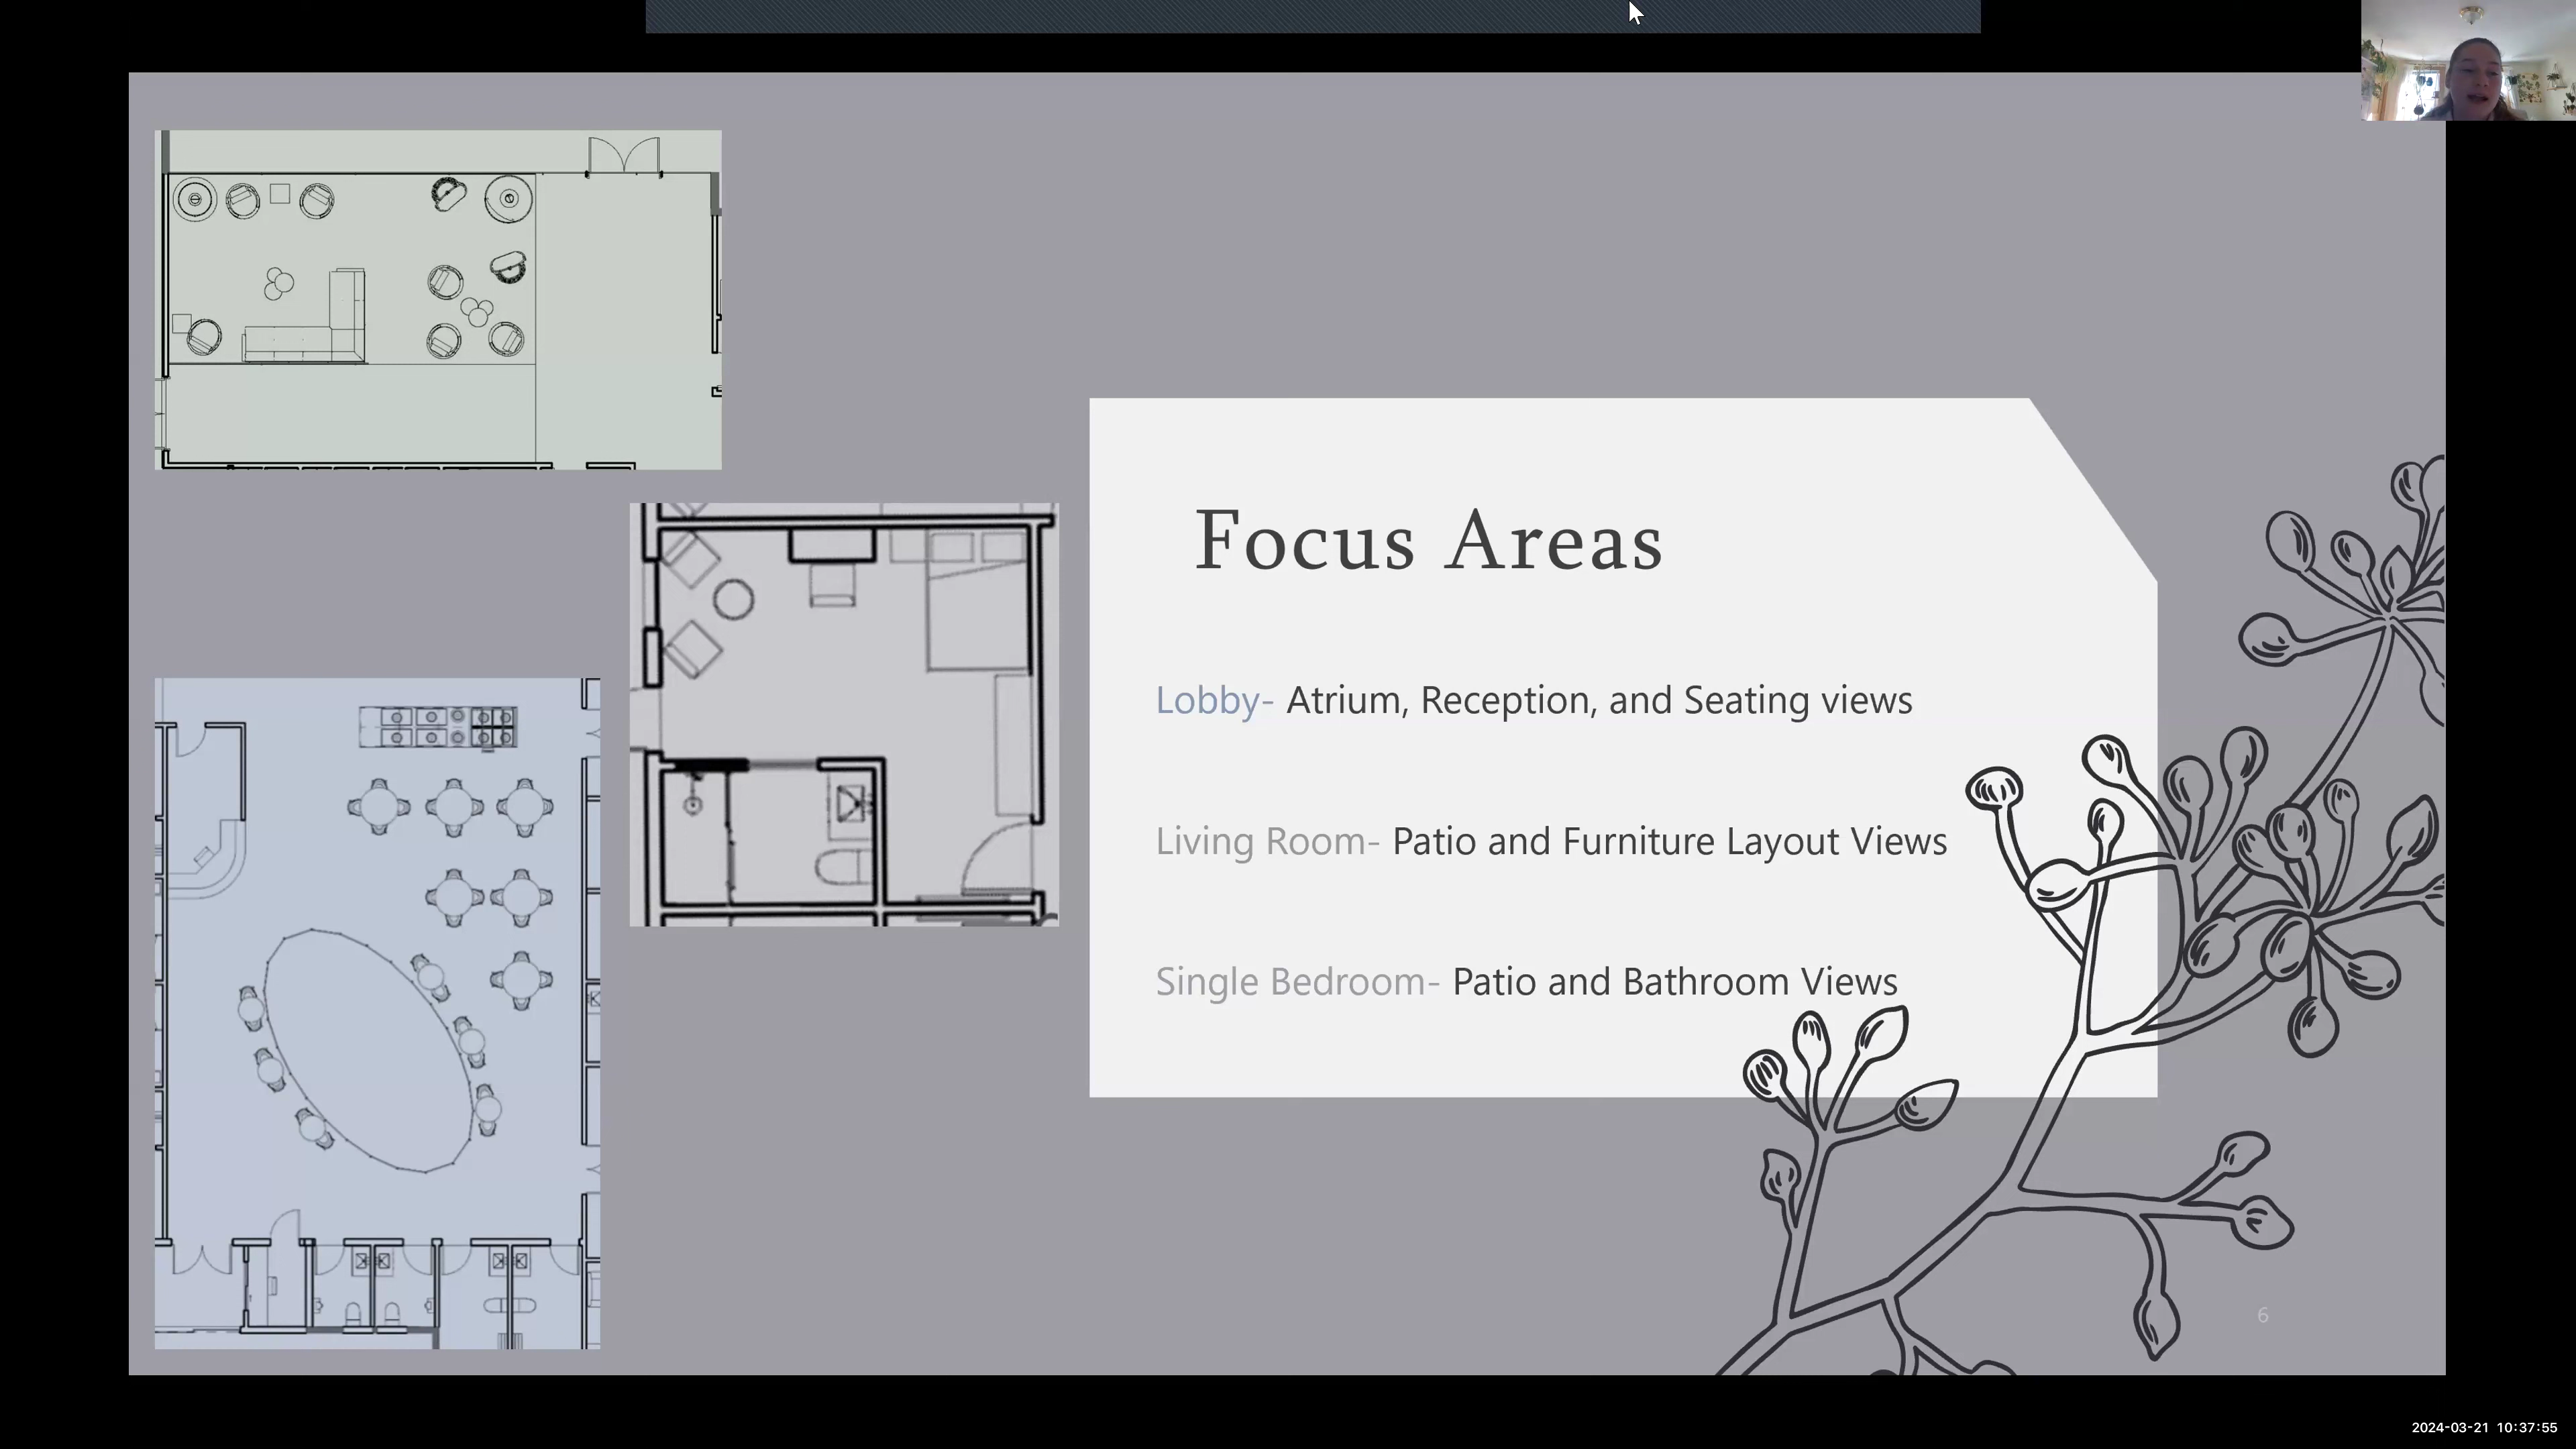 Focus Areas
Lobby- Atrium, Reception, and Seating views
Living Room- Patio and Furniture Layout Views
Single Bedroom- Patio and Bathroom Views
6
2024-03-21 10:37:55